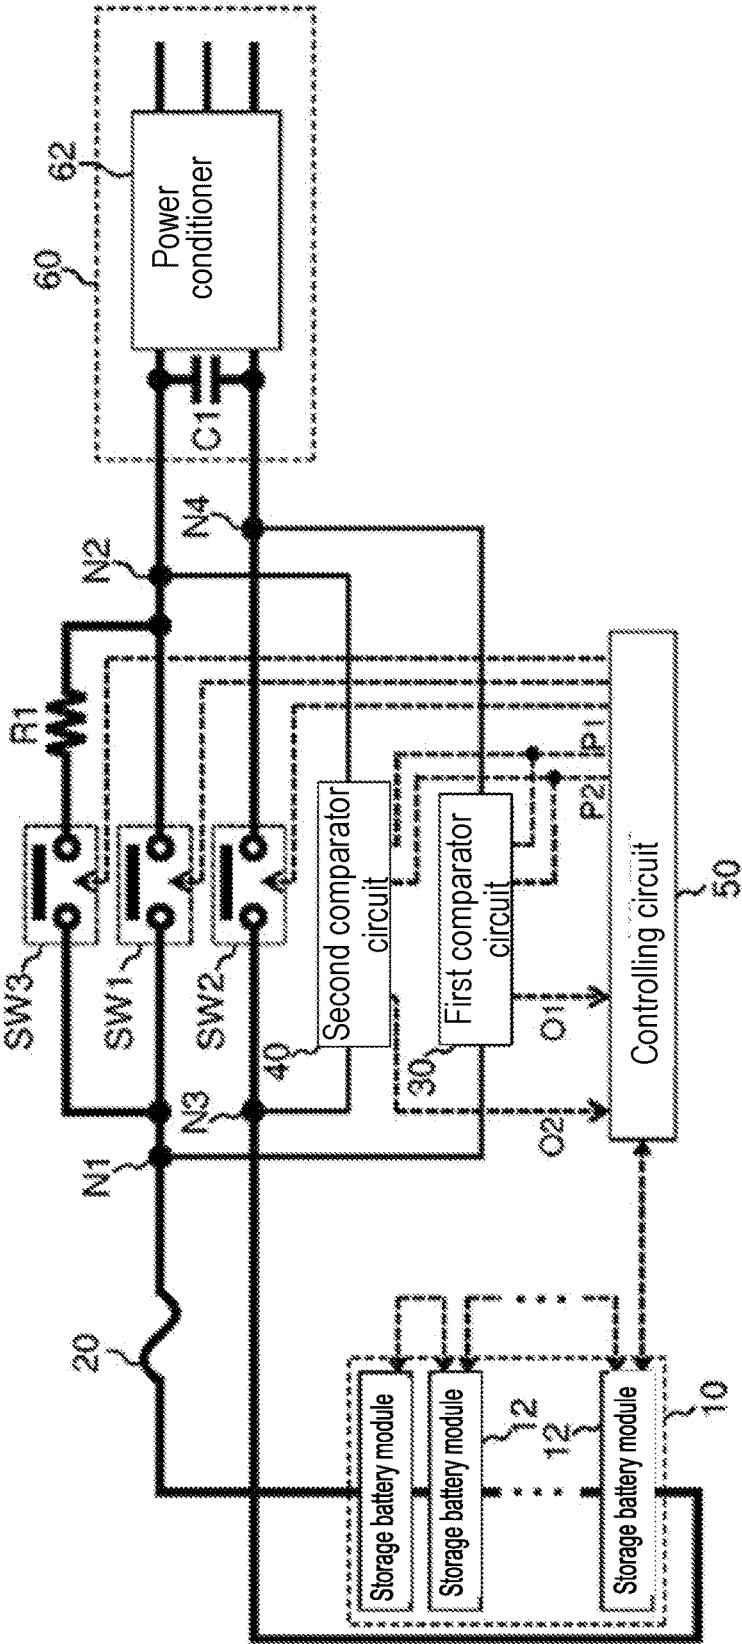 60
62
Power
conditioner
C1
N2
N4
R1
SW3
SW1
SW2
N1
N3
20
40
Second comparator
circuit
30
First comparator
circuit
P1
P2
O1
O2
Controlling circuit
50
Storage battery module
Storage battery module
12
12
Storage battery module
10